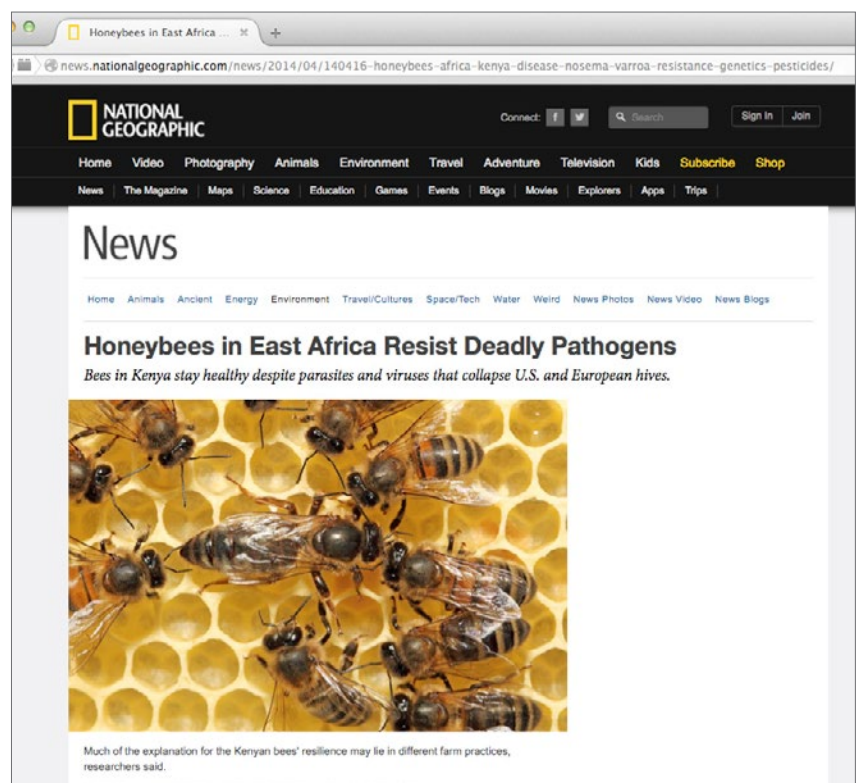 Honeybees in East Africa ...
news.nationalgeographic.com/news/2014/04/140416-honeybees-africa-kenya-disease-nosema-varroa-resistance-genetics-pesticides/
NATIONAL
GEOGRAPHIC
Connect: Search Sign In Join
Home Video Photography Animals Environment Travel Adventure Television Kids Subscribe Shop
News The Magazine Maps Science Education Games Events Blogs Movies Explorers Apps Trips
News
Home Animals Ancient Energy Environment Travel/Cultures Space/Tech Water Weird News Photos News Video News Blogs
Honeybees in East Africa Resist Deadly Pathogens
Bees in Kenya stay healthy despite parasites and viruses that collapse U.S. and European hives.
Much of the explanation for the Kenyan bees' resilience may lie in different farm practices,
researchers said.